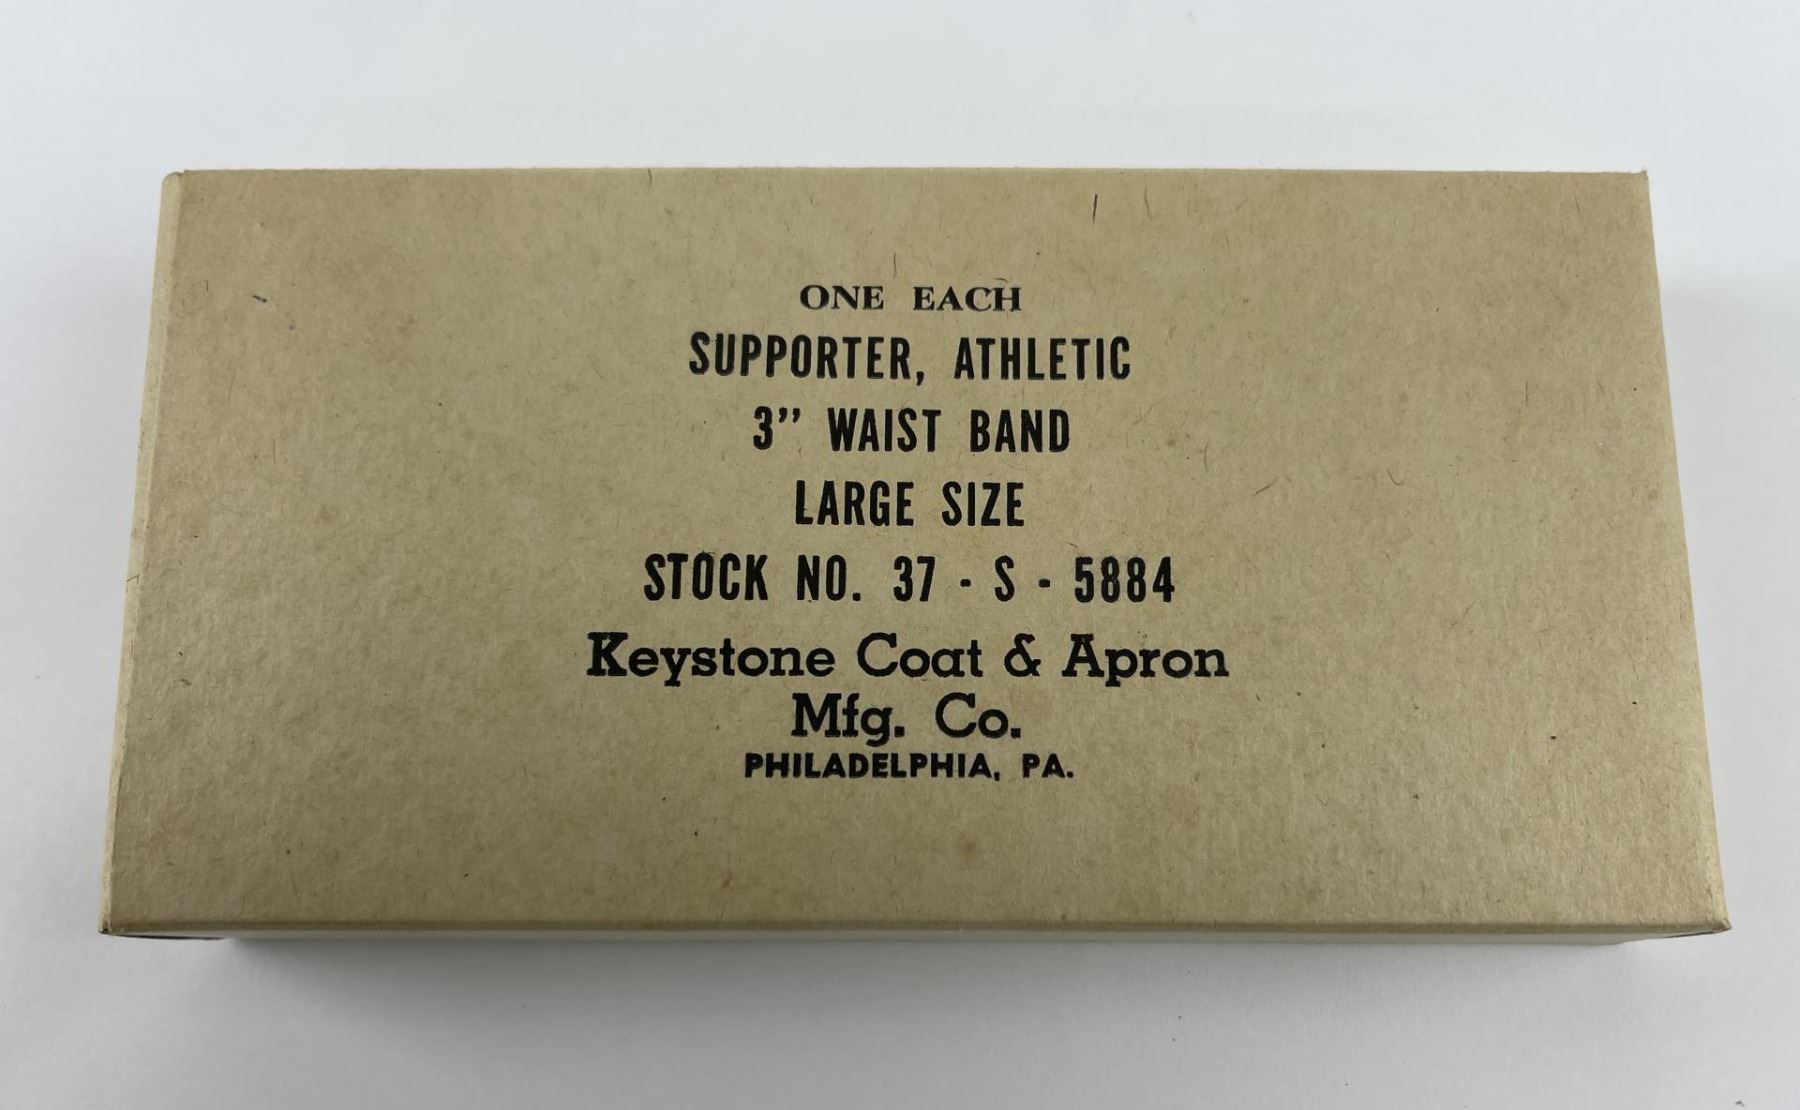 ONE EACH
SUPPORTER, ATHLETIC
3” WAIST BAND
LARGE SIZE
STOCK NO. 37 - S - 5884
Keystone Coat & Apron
Mfg. Co.
PHILADELPHIA, PA.